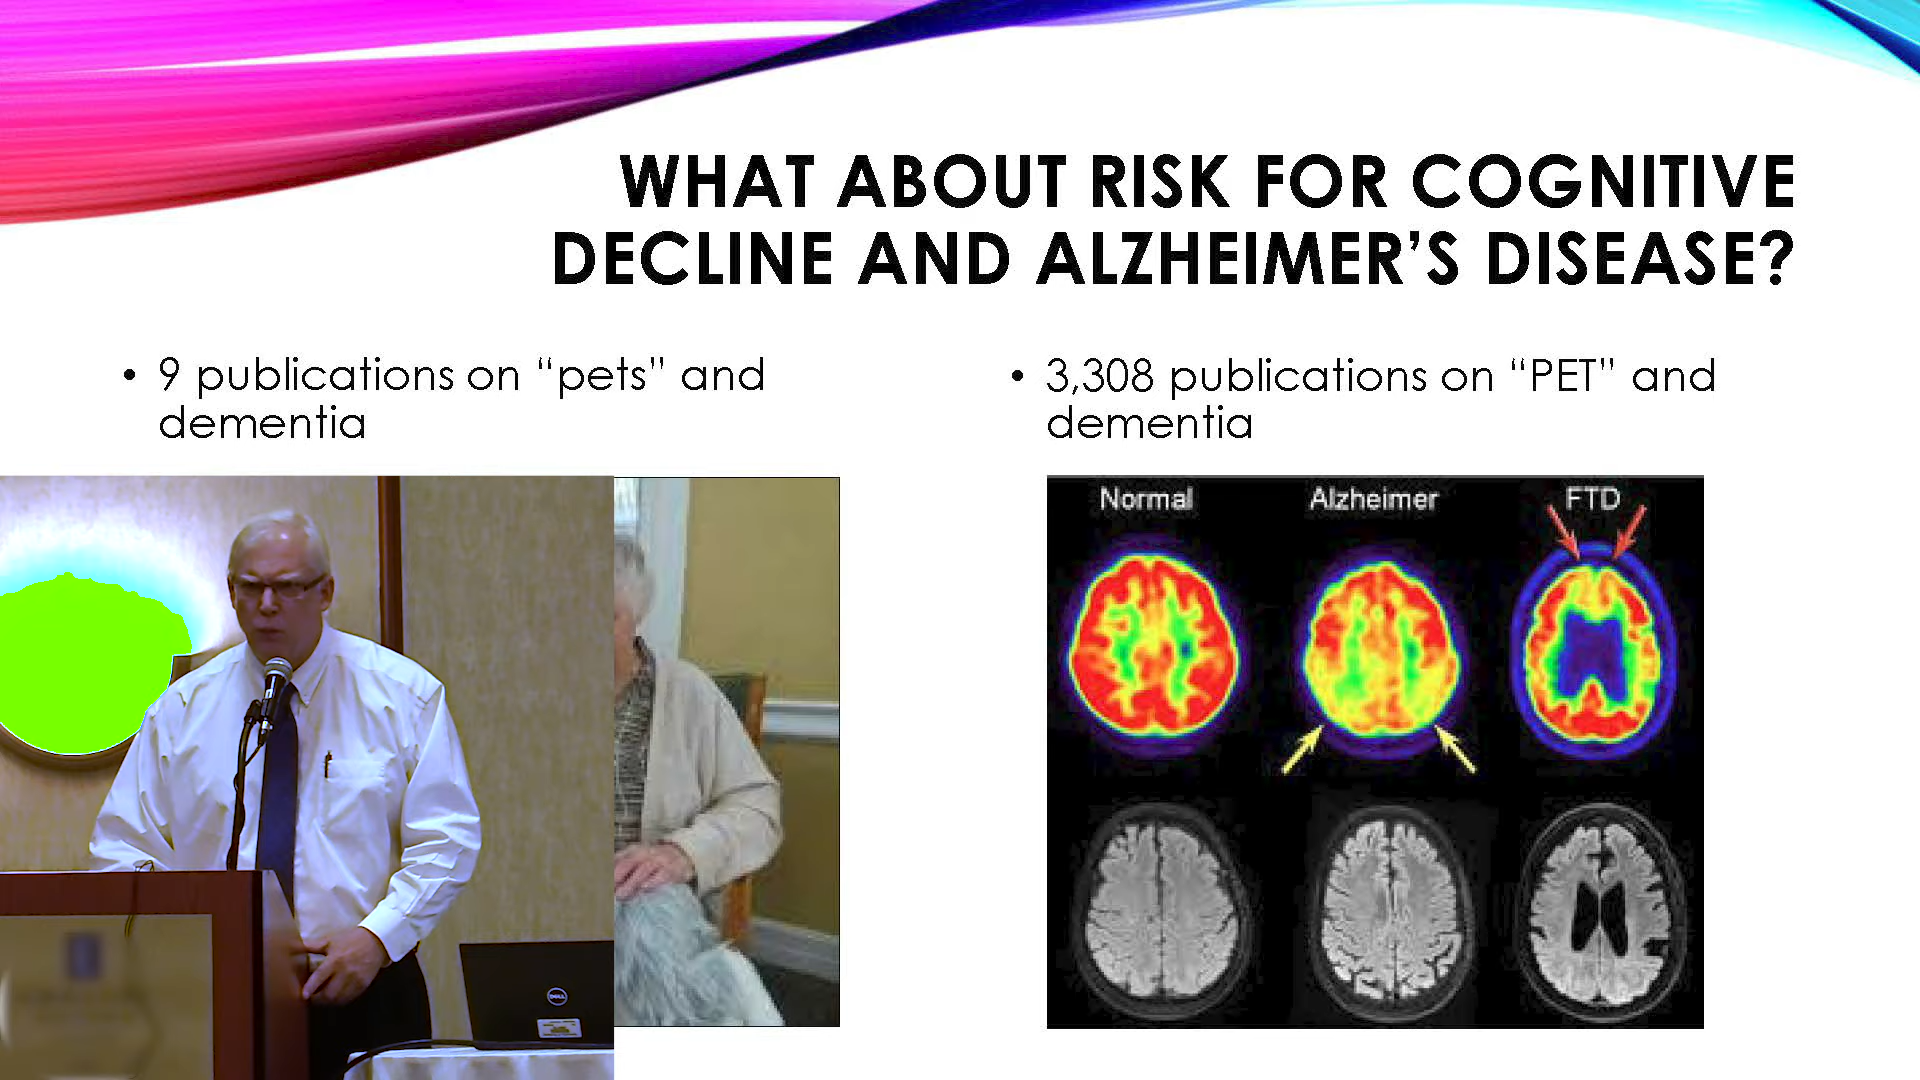 WHAT ABOUT RISK FOR COGNITIVE
DECLINE AND ALZHEIMER’S DISEASE?
• 9 publications on “pets” and
dementia
• 3,308 publications on “PET” and
dementia
Normal Alzheimer FTD
DELL